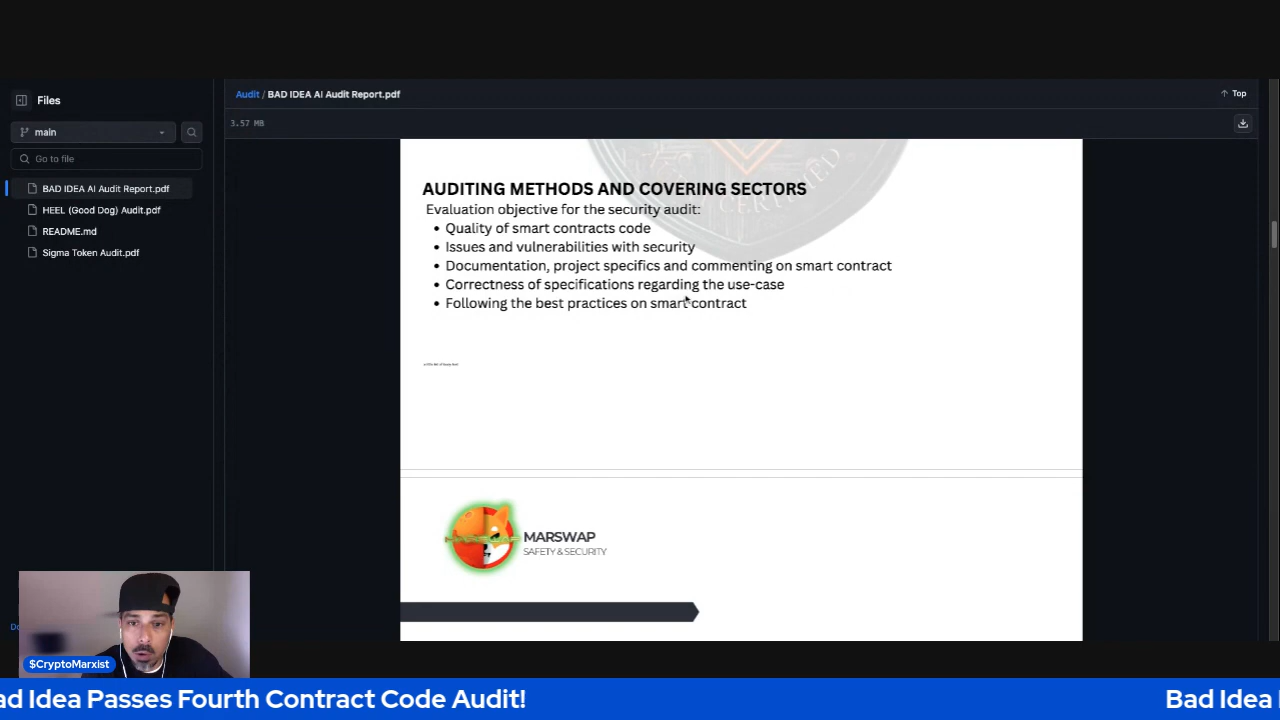 Files
Audit / BAD IDEA AI Audit Report.pdf
Top
main
3.57 MB
Go to file
BAD IDEA AI Audit Report.pdf
HEEL (Good Dog) Audit.pdf
README.md
Sigma Token Audit.pdf
CERTIFIED
AUDITING METHODS AND COVERING SECTORS
Evaluation objective for the security audit:
• Quality of smart contracts code
• Issues and vulnerabilities with security
• Documentation, project specifics and commenting on smart contract
• Correctness of specifications regarding the use-case
• Following the best practices on smart contract
MARSWAP
SAFETY & SECURITY
$CryptoMarxist
ad Idea Passes Fourth Contract Code Audit!
Bad Idea